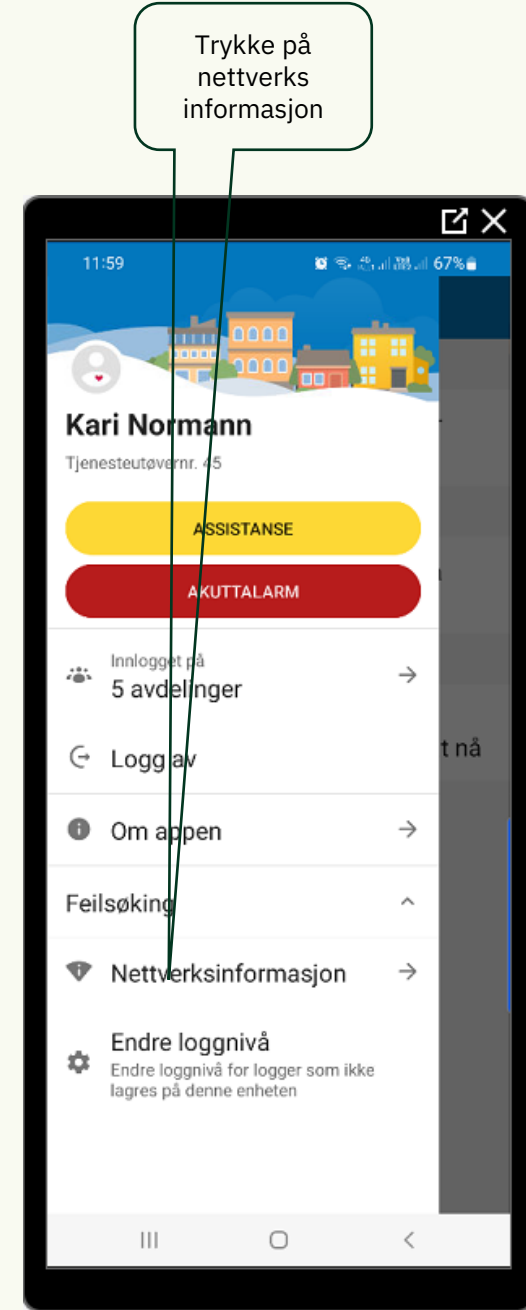 Trykke på
nettverks
informasjon
11:59
67%
Kari Normann
Tjenesteutøvernr. 45
ASSISTANSE
AKUTTALARM
Innlogget på
5 avdelinger
Logg av
t nå
Om appen
Feilsøking
Nettverksinformasjon
Endre loggnivå
Endre loggnivå for logger som ikke
lagres på denne enheten